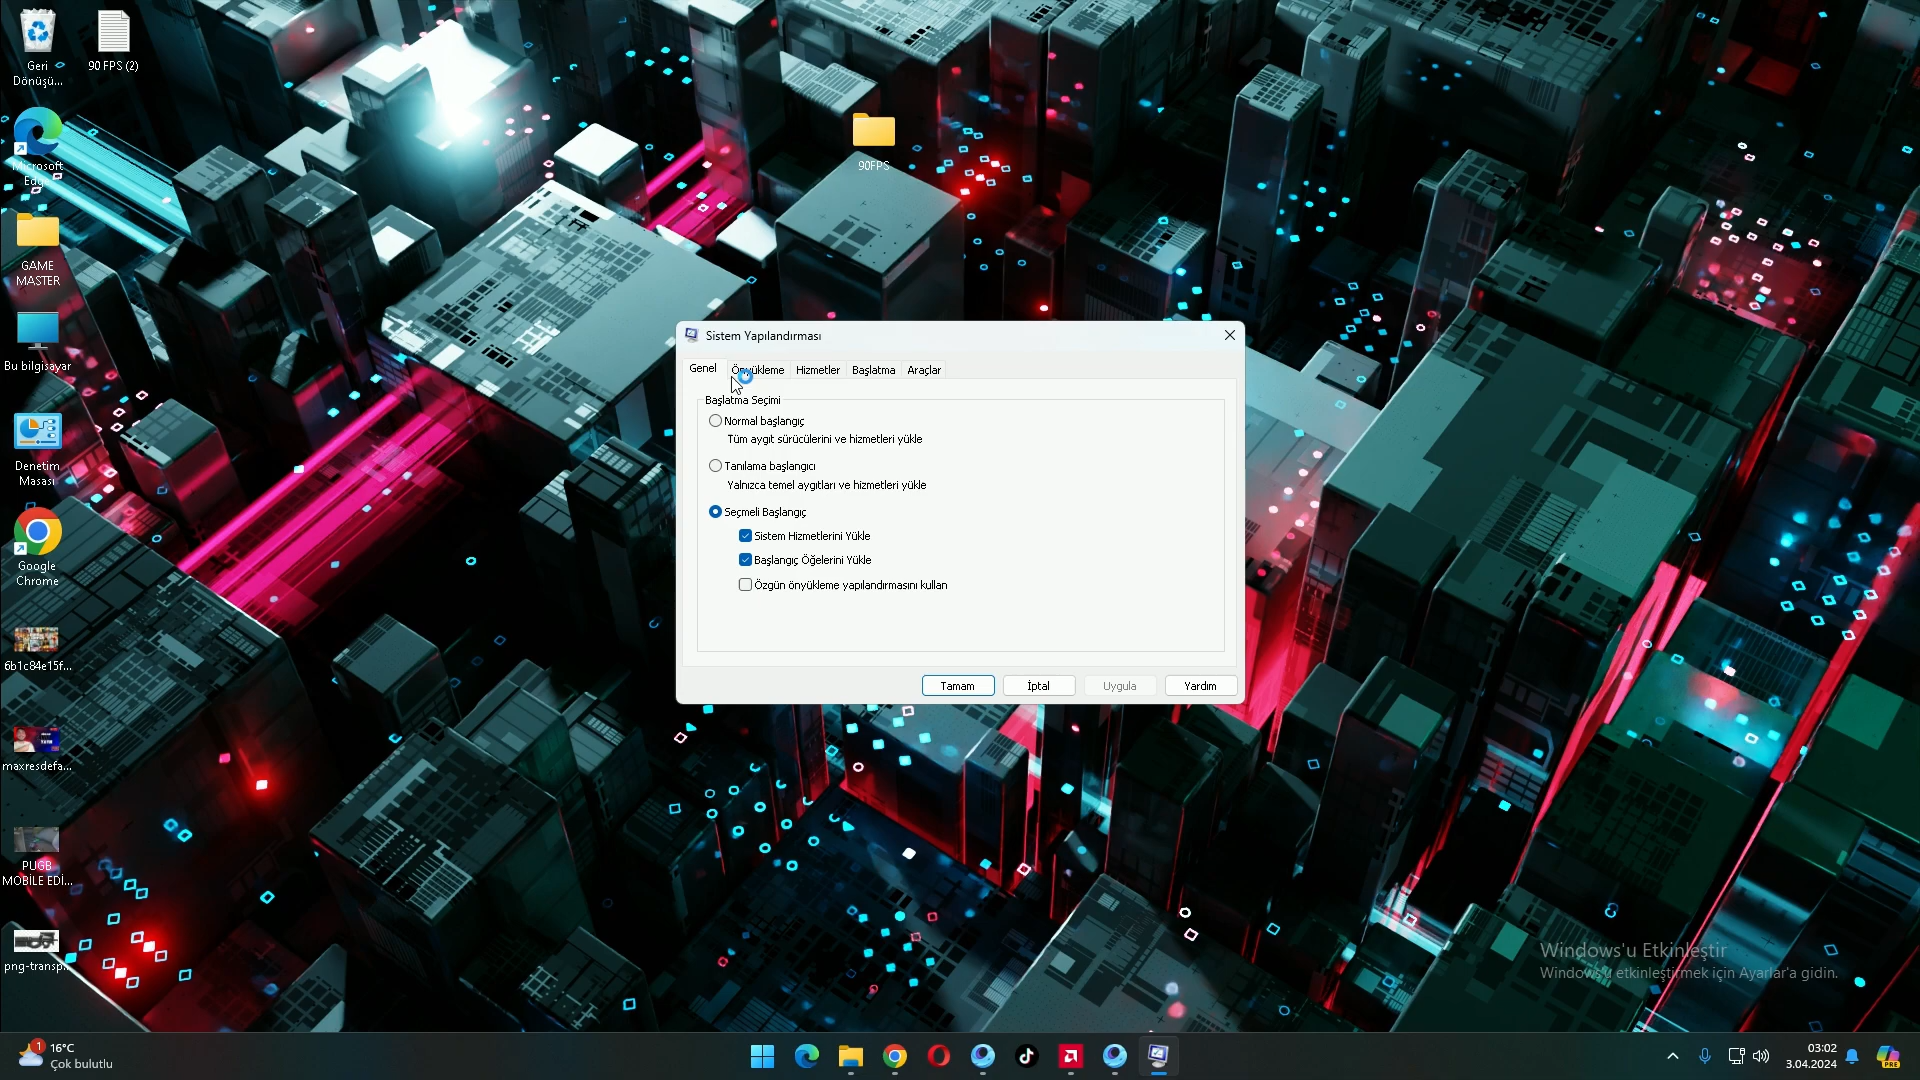 Geri
Dönüşü...
90 FPS (2)
Microsoft
Edge
90FPS
GAME
MASTER
Bu bilgisayar
Denetim
Masası
Google
Chrome
6b1c84e15f...
maxresdefa...
PUGB
MOBİLE EDİ...
png-transp...
Sistem Yapılandırması
Genel
Önyükleme
Hizmetler
Başlatma
Araçlar
Başlatma Seçimi
Normal başlangıç
Tüm aygıt sürücülerini ve hizmetleri yükle
Tanılama başlangıcı
Yalnızca temel aygıtları ve hizmetleri yükle
Seçmeli Başlangıç
Sistem Hizmetlerini Yükle
Başlangıç Öğelerini Yükle
Özgün önyükleme yapılandırmasını kullan
Tamam
İptal
Uygula
Yardım
Windows'u Etkinleştir
Windows'u etkinleştirmek için Ayarlar'a gidin.
1
16°C
Çok bulutlu
03:02
3.04.2024
PRE